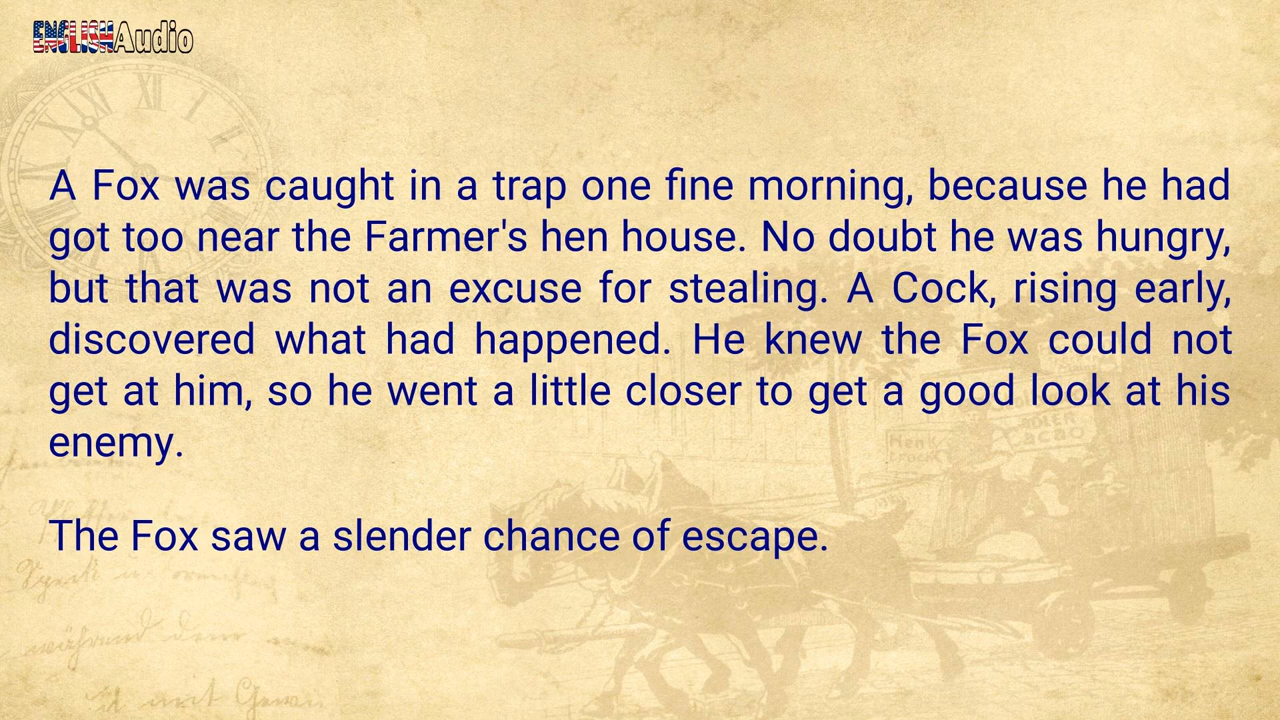 ENGLISHAudio
A Fox was caught in a trap one fine morning, because he had
got too near the Farmer's hen house. No doubt he was hungry,
but that was not an excuse for stealing. A Cock, rising early,
discovered what had happened. He knew the Fox could not
get at him, so he went a little closer to get a good look at his
enemy.
The Fox saw a slender chance of escape.
Cacao